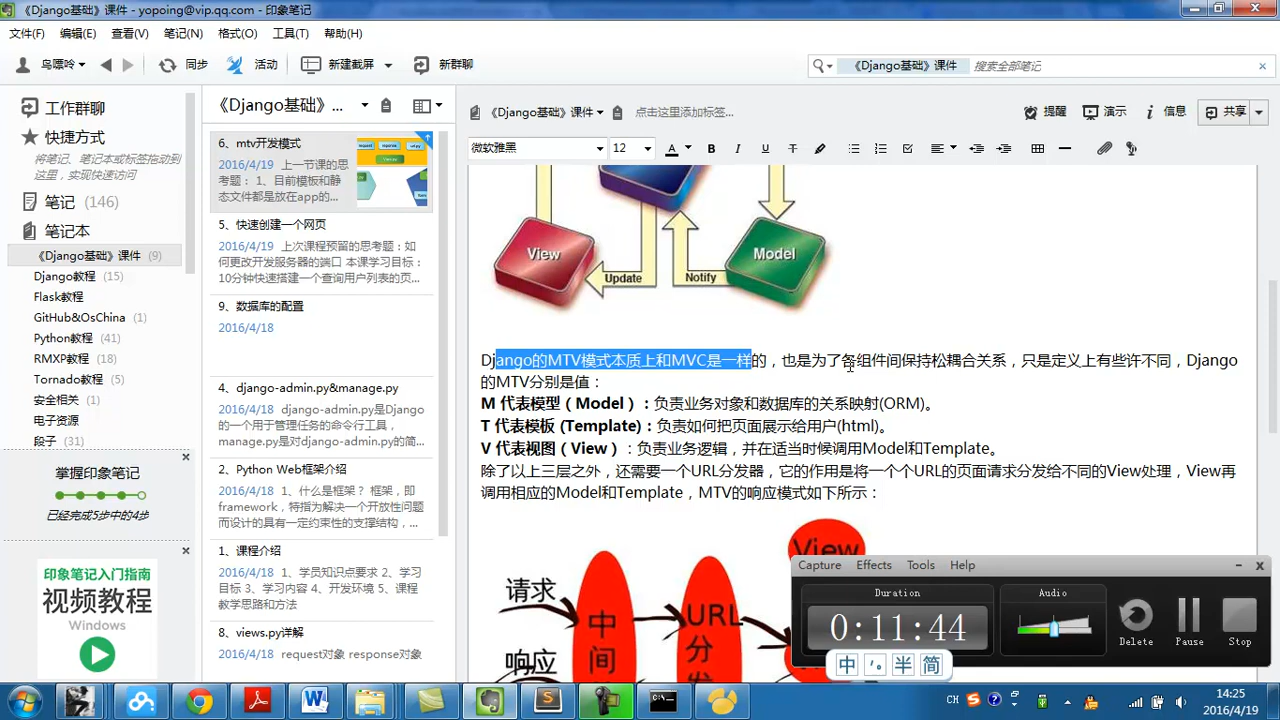 《Django基础》课件 - yopoing@vip.qq.com - 印象笔记
文件(F) 编辑(E) 查看(V) 笔记(N) 格式(O) 工具(T) 帮助(H)
鸟嘌呤 同步 活动 新建截屏 新群聊 《Django基础》课件 搜索全部笔记
工作群聊
快捷方式
将笔记、笔记本或标签拖动到
这里，实现快速访问
笔记 (146)
笔记本
《Django基础》课件 (9)
Django教程 (15)
Flask教程
GitHub&OsChina (1)
Python教程 (41)
RMXP教程 (18)
Tornado教程 (5)
安全相关 (1)
电子资源
段子 (31)
掌握印象笔记
已经完成5步中的4步
印象笔记入门指南
视频教程
Windows
《Django基础》...
6、mtv开发模式
2016/4/19 上一节课的思
考题： 1、目前模板和静
态文件都是放在app的...
5、快速创建一个网页
2016/4/19 上次课程预留的思考题：如
何更改开发服务器的端口 本课学习目标：
10分钟快速搭建一个查询用户列表的页...
9、数据库的配置
2016/4/18
4、django-admin.py&manage.py
2016/4/18 django-admin.py是Django
的一个用于管理任务的命令行工具，
manage.py是对django-admin.py的简...
2、Python Web框架介绍
2016/4/18 1、什么是框架？ 框架，即
framework，特指为解决一个开放性问题
而设计的具有一定约束性的支撑结构，...
1、课程介绍
2016/4/18 1、学员知识点要求 2、学习
目标 3、学习内容 4、开发环境 5、课程
教学思路和方法
8、views.py详解
2016/4/18 request对象 response对象
《Django基础》课件 点击这里添加标签... 提醒 演示 信息 共享
微软雅黑 12 A B I U T
View
Model
Update
Notify
Django的MTV模式本质上和MVC是一样的，也是为了各组件间保持松耦合关系，只是定义上有些许不同，Django
的MTV分别是值：
M 代表模型（Model）：负责业务对象和数据库的关系映射(ORM)。
T 代表模板 (Template)：负责如何把页面展示给用户(html)。
V 代表视图（View）：负责业务逻辑，并在适当时候调用Model和Template。
除了以上三层之外，还需要一个URL分发器，它的作用是将一个个URL的页面请求分发给不同的View处理，View再
调用相应的Model和Template，MTV的响应模式如下所示：
View
请求
响应
中
间
URL
分
发
Capture Effects Tools Help
Duration
0:11:44
Audio
Delete Pause Stop
中 半 简
CH
14:25
2016/4/19